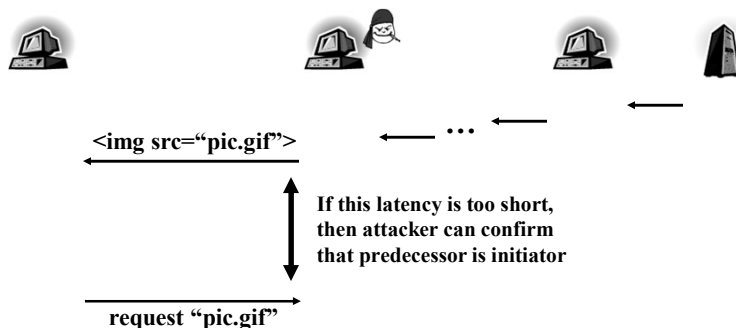 ...
<img src=“pic.gif”>
If this latency is too short,
then attacker can confirm
that predecessor is initiator
request “pic.gif”